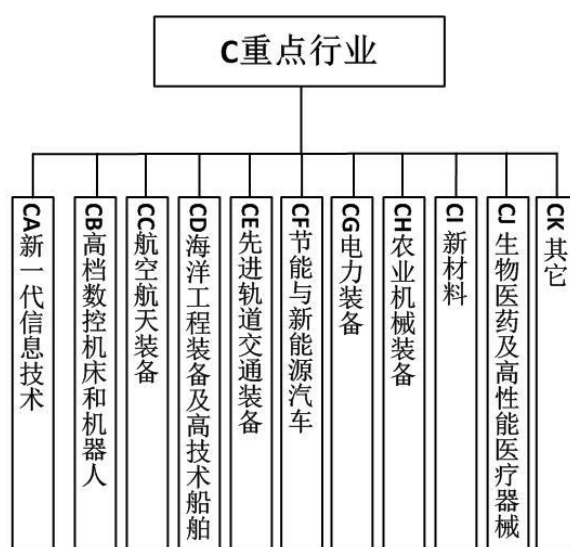 C重点行业
CA新一代信息技术
CB高档数控机床和机器人
CC航空航天装备
CD海洋工程装备及高技术船舶
CE先进轨道交通装备
CF节能与新能源汽车
CG电力装备
CH农业机械装备
CI新材料
CJ生物医药及高性能医疗器械
CK其它